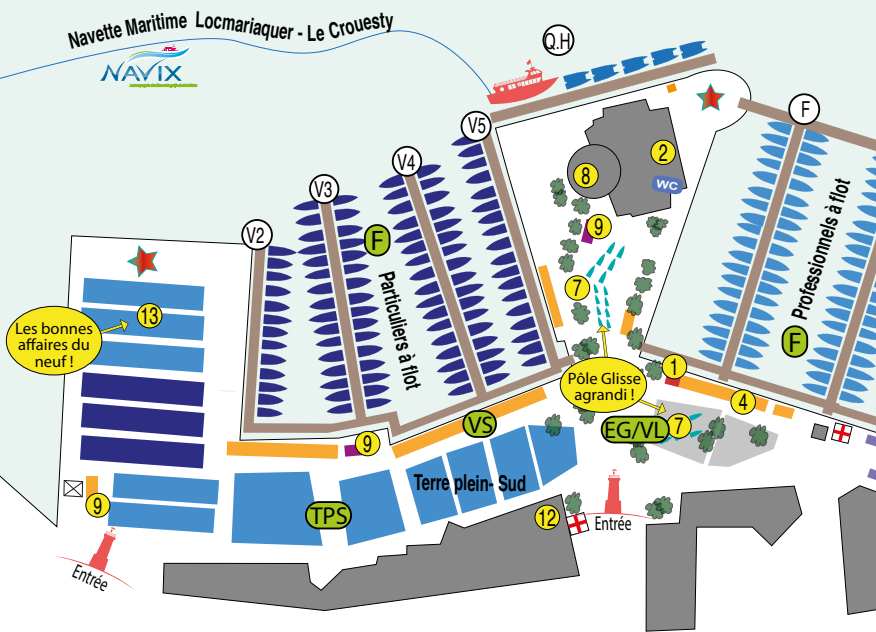 Navette Maritime Locmariaquer - Le Crouesty
NAVIX
Q.H
F
V5
2
V4
8
WC
V3
9
V2
F
Professionnels à flot
Particuliers à flot
7
13
Les bonnes
affaires du
neuf !
F
1
Pôle Glisse
agrandi !
4
VS
EG/VL
7
9
Terre plein- Sud
9
TPS
12
Entrée
Entrée